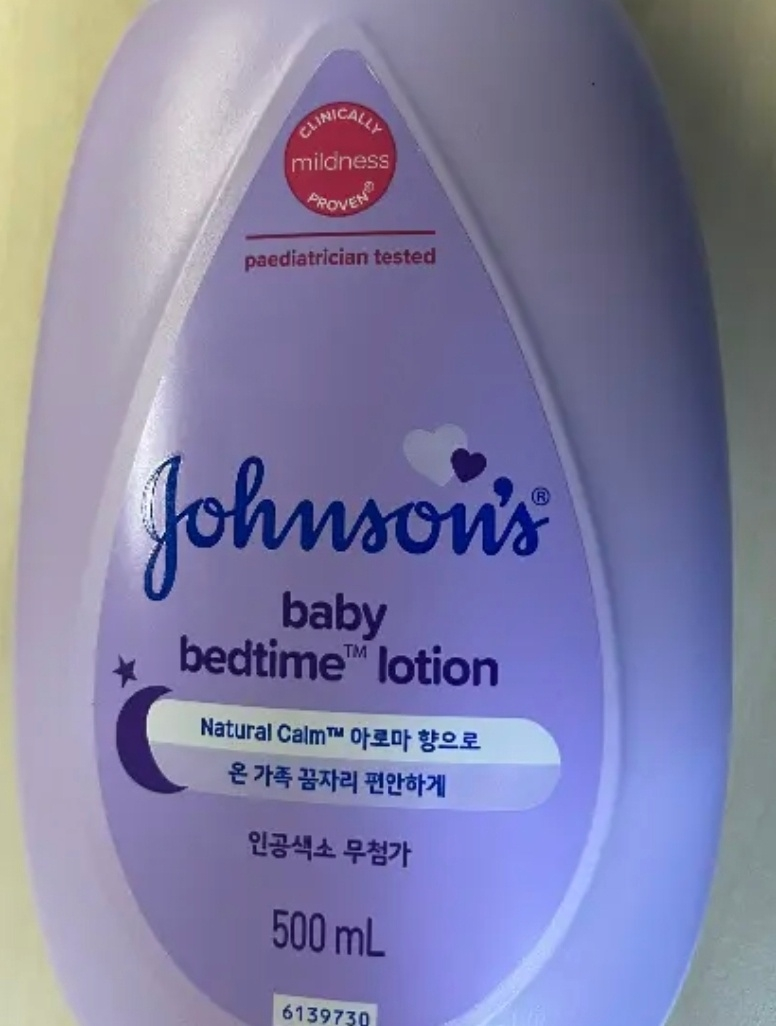 CLINICALLY
mildness
PROVEN®
paediatrician tested
Johnson's®
baby
bedtime™ lotion
Natural Calm™ 아로마 향으로
온 가족 꿈자리 편안하게
인공색소 무첨가
500 mL
6139730